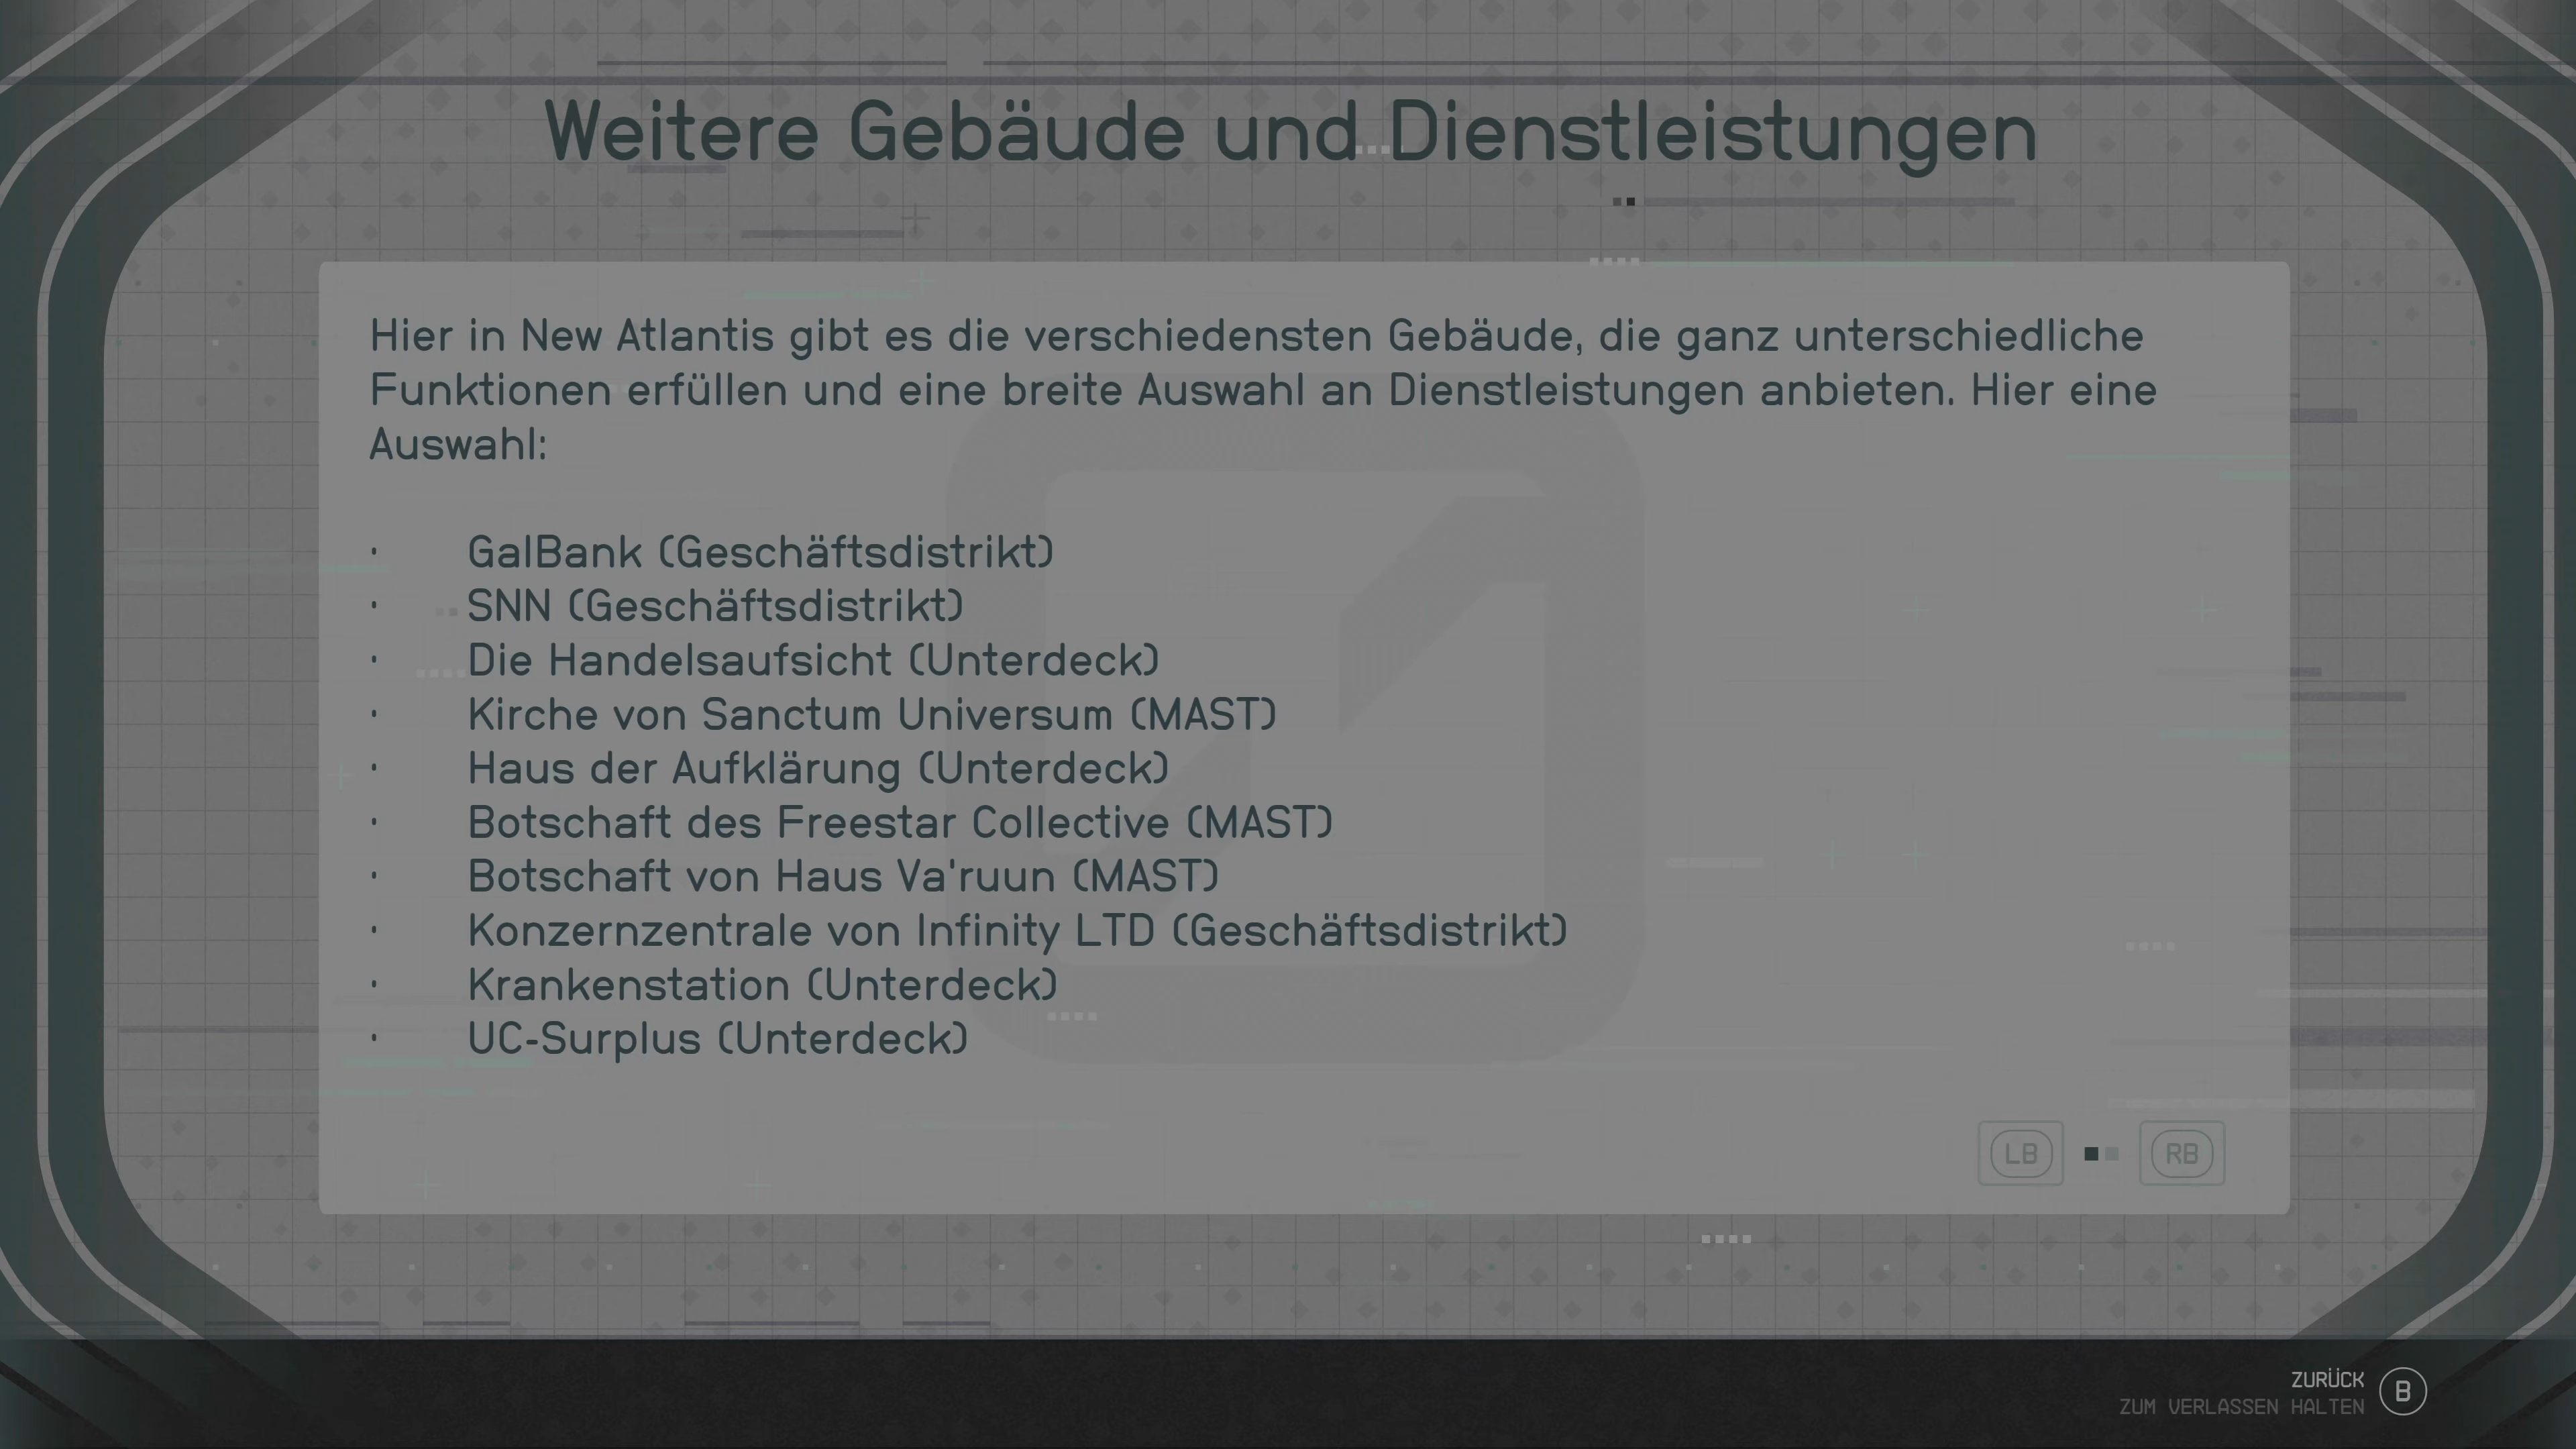 Weitere Gebäude und Dienstleistungen
Hier in New Atlantis gibt es die verschiedensten Gebäude, die ganz unterschiedliche
Funktionen erfüllen und eine breite Auswahl an Dienstleistungen anbieten. Hier eine
Auswahl:
· GalBank (Geschäftsdistrikt)
· SNN (Geschäftsdistrikt)
· Die Handelsaufsicht (Unterdeck)
· Kirche von Sanctum Universum (MAST)
· Haus der Aufklärung (Unterdeck)
· Botschaft des Freestar Collective (MAST)
· Botschaft von Haus Va'ruun (MAST)
· Konzernzentrale von Infinity LTD (Geschäftsdistrikt)
· Krankenstation (Unterdeck)
· UC-Surplus (Unterdeck)
LB RB
ZURÜCK
ZUM VERLASSEN HALTEN B